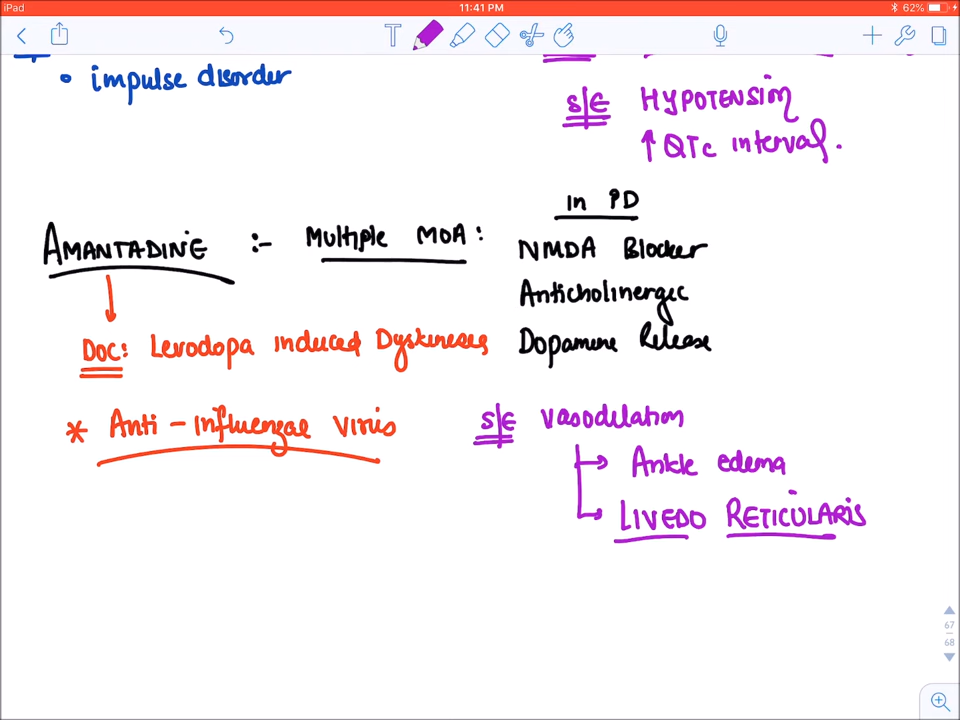 iPad
11:41 PM
62%
T
• impulse disorder
S/E HYPOTENSION
↑ QTc interval.
In PD
AMANTADINE :- Multiple MOA:
NMDA Blocker
Anticholinergic
Dopamine Release
DOC: Levodopa induced Dyskineses
* Anti-influenzae virus
S/E vasodilation
→ Ankle edema
→ LIVEDO RETICULARIS
67
68